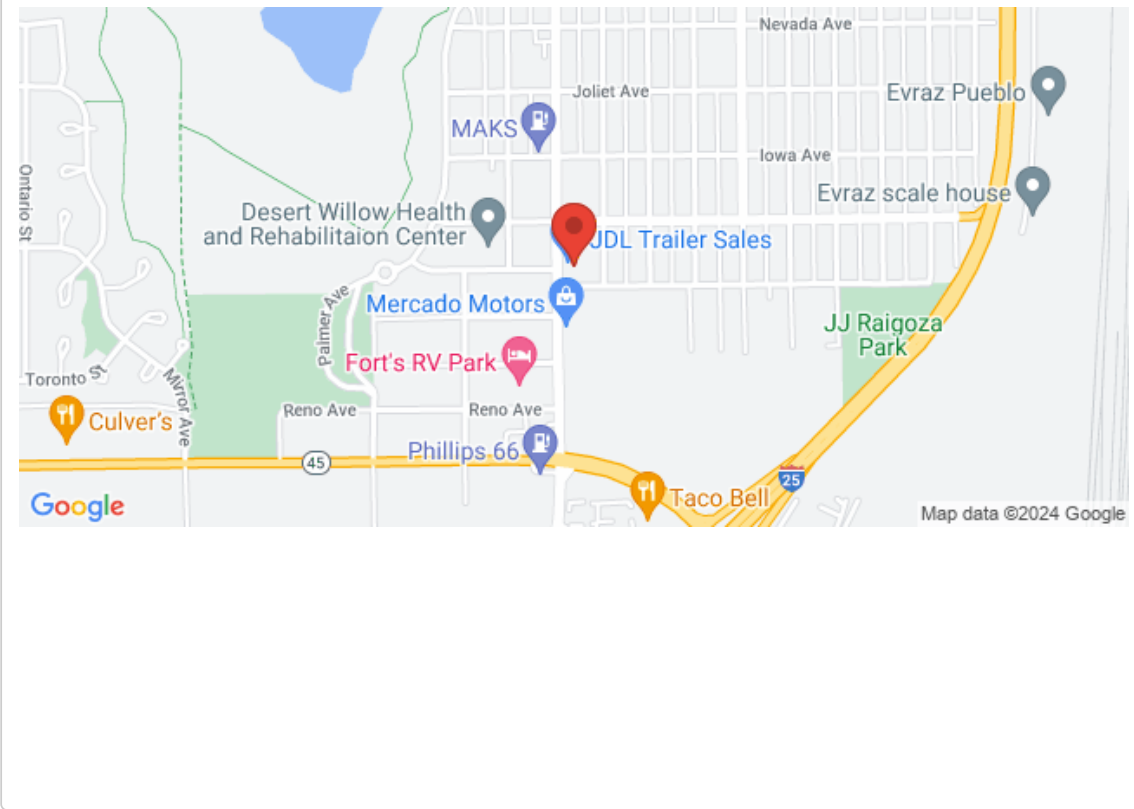 Nevada Ave
Joliet Ave
Evraz Pueblo
MAKS
Iowa Ave
Ontario St
Evraz scale house
Desert Willow Health
and Rehabilitaion Center
JDL Trailer Sales
Palmer Ave
Mercado Motors
JJ Raigoza
Park
Fort's RV Park
Toronto St
Mirror Ave
Reno Ave
Reno Ave
Culver's
Phillips 66
45
25
Taco Bell
Google
Map data ©2024 Google